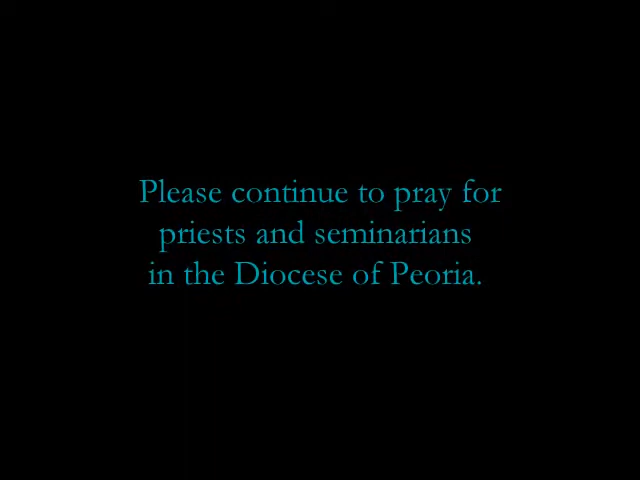 Please continue to pray for
priests and seminarians
in the Diocese of Peoria.